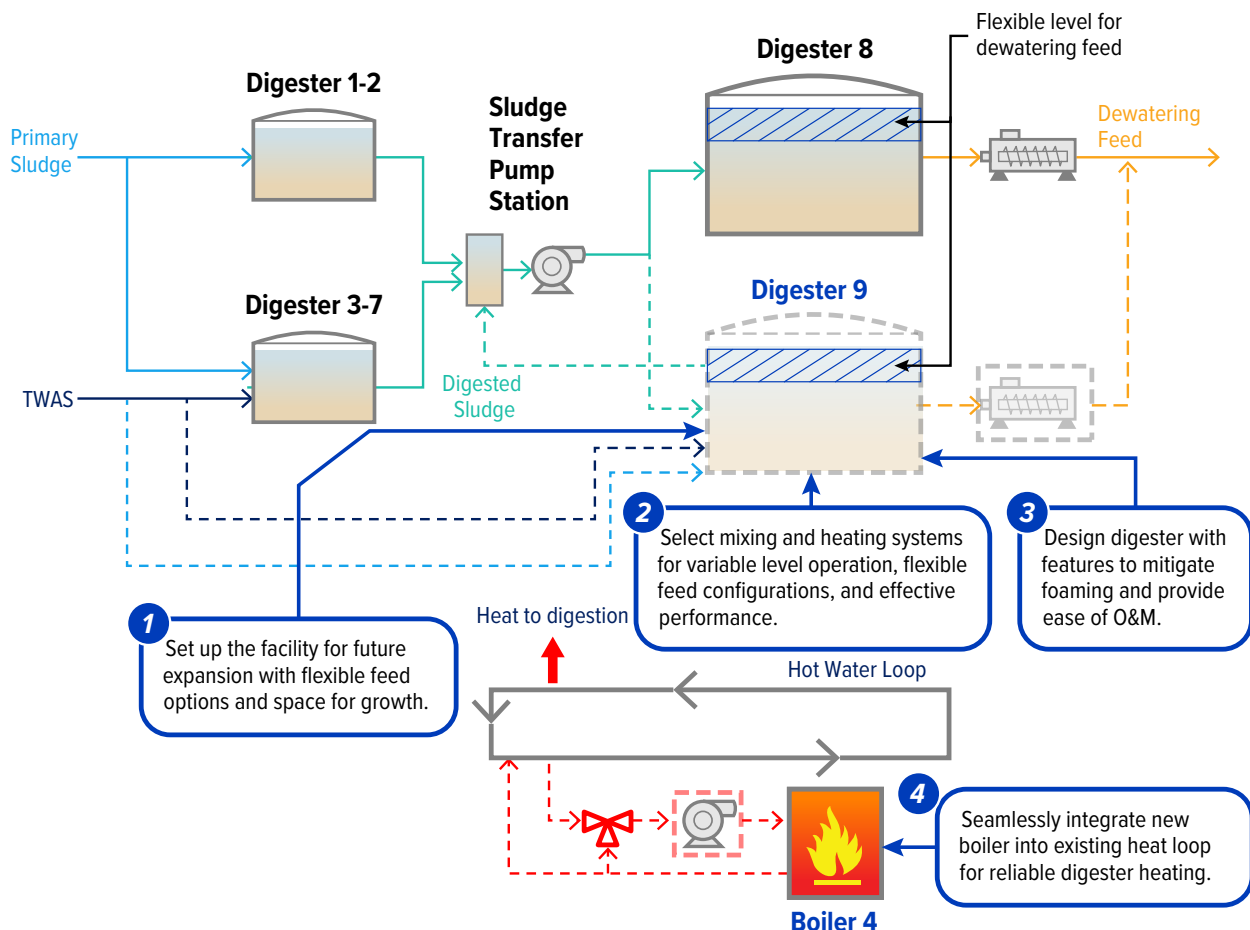 Flexible level for
dewatering feed
Digester 8
Digester 1-2
Sludge
Transfer
Pump
Station
Primary
Sludge
Dewatering
Feed
Digester 3-7
Digester 9
TWAS
Digested
Sludge
1
Set up the facility for future
expansion with flexible feed
options and space for growth.
2
Select mixing and heating systems
for variable level operation, flexible
feed configurations, and effective
performance.
3
Design digester with
features to mitigate
foaming and provide
ease of O&M.
Heat to digestion
Hot Water Loop
4
Seamlessly integrate new
boiler into existing heat loop
for reliable digester heating.
Boiler 4